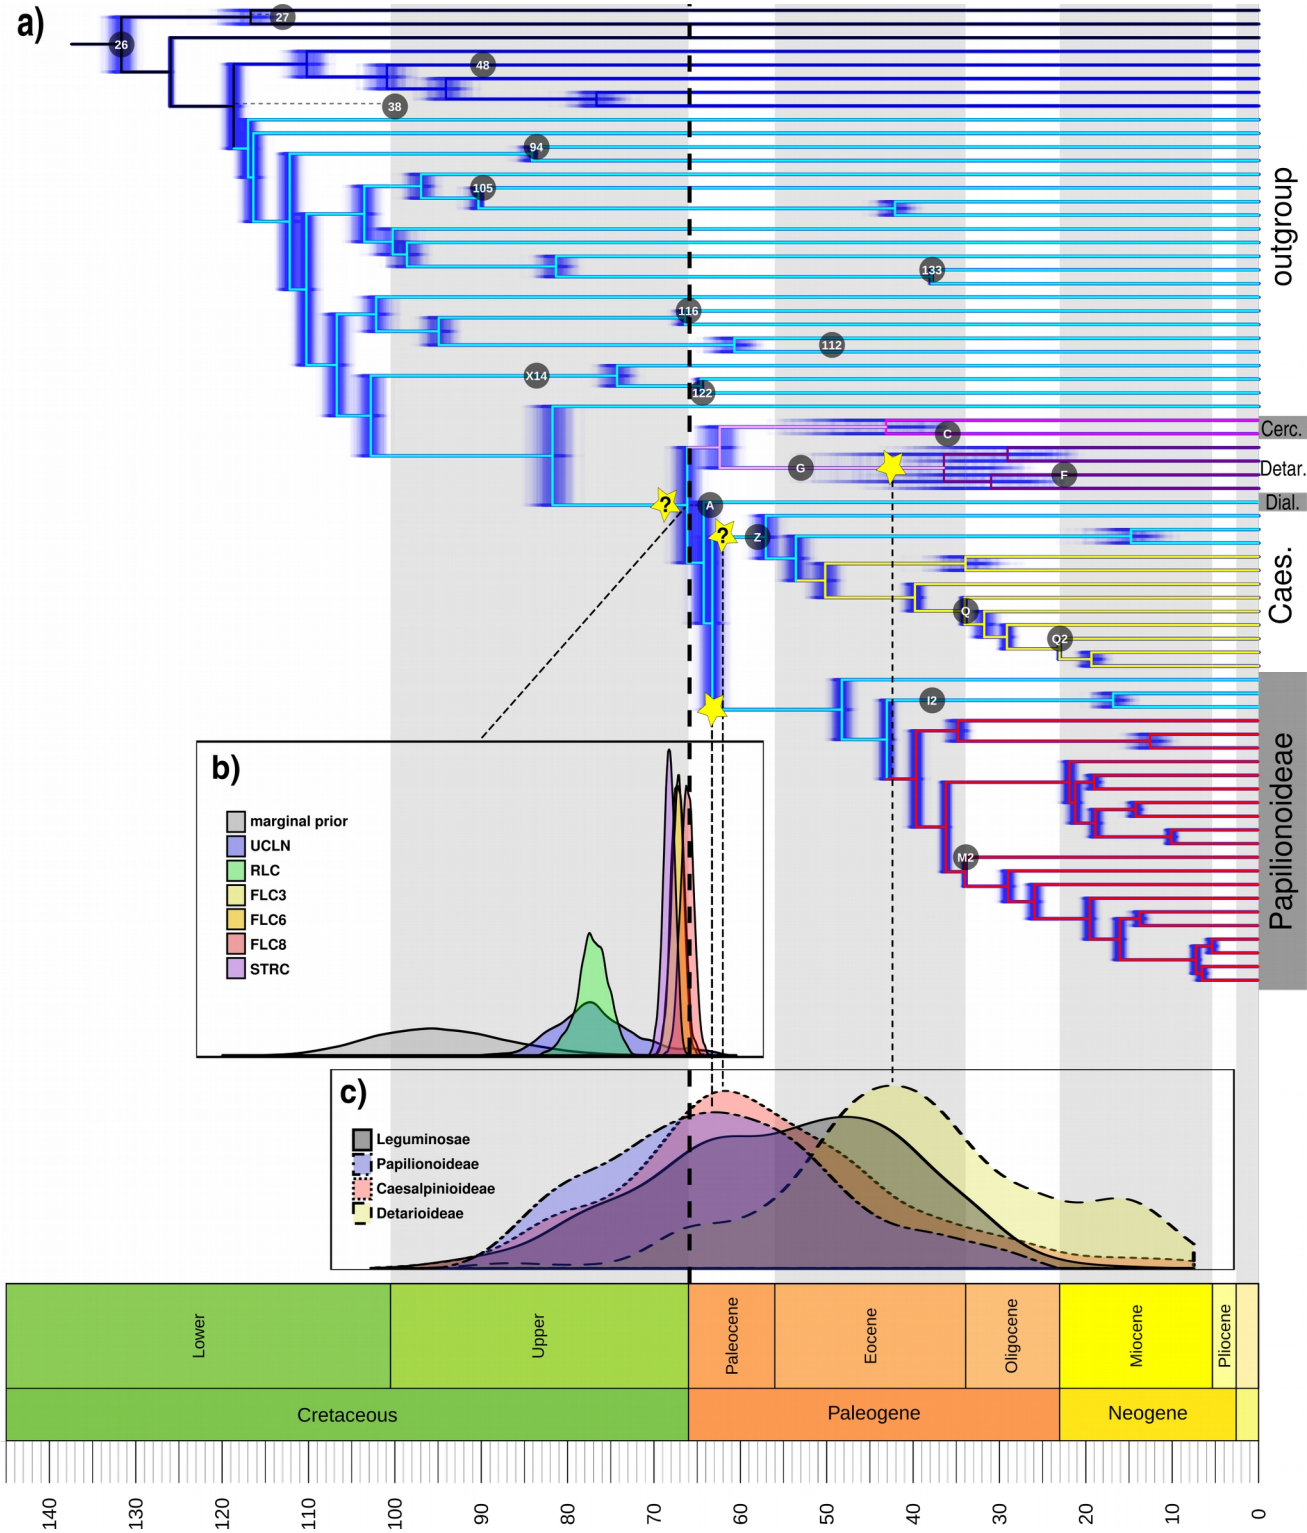 a)
27
26
48
38
94
105
133
116
112
X14
122
outgroup
C
Cerc.
G
F
Detar.
A
Dial.
?
?
Z
Caes.
Q
Q2
I2
M2
Papilionoideae
b)
marginal prior
UCLN
RLC
FLC3
FLC6
FLC8
STRC
c)
Leguminosae
Papilionoideae
Caesalpinioideae
Detarioideae
Lower
Upper
Paleocene
Eocene
Oligocene
Miocene
Pliocene
Cretaceous
Paleogene
Neogene
140 130 120 110 100 90 80 70 60 50 40 30 20 10 0